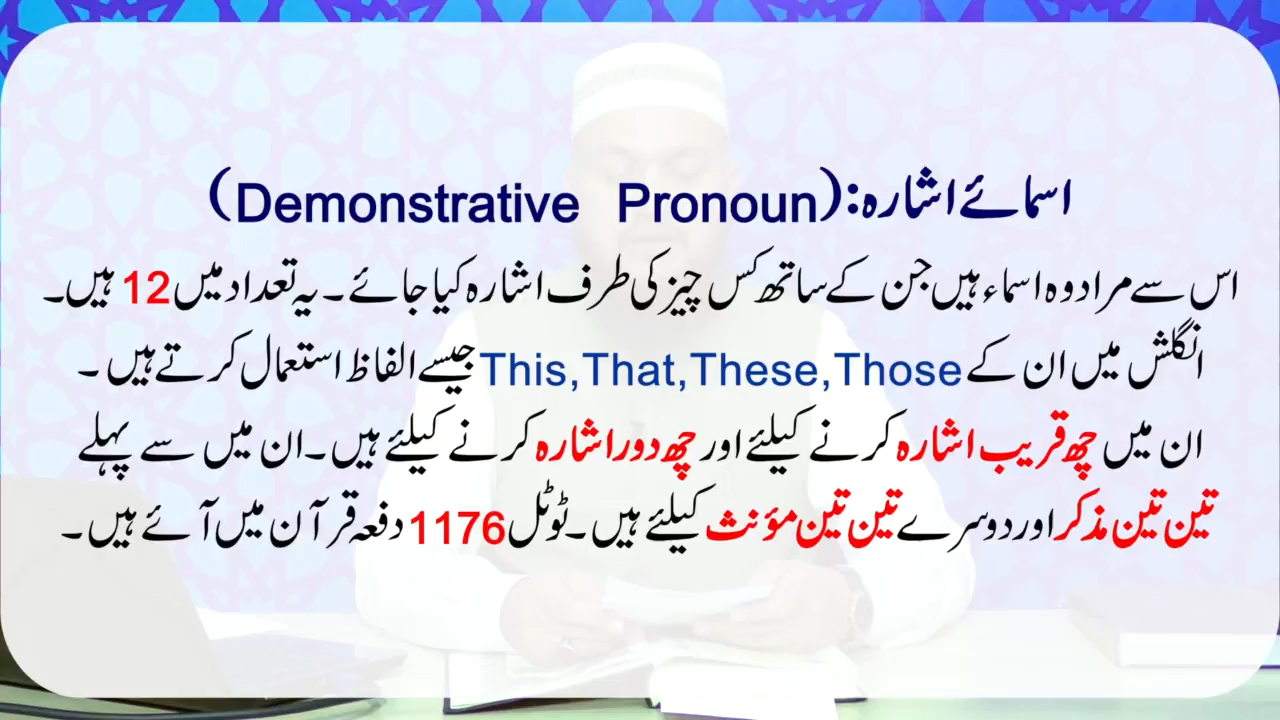 اسمائے اشارہ: (Demonstrative Pronoun)
اس سے مراد وہ اسماء ہیں جن کے ساتھ کس چیز کی طرف اشارہ کیا جائے۔ یہ تعداد میں 12 ہیں۔
انگلش میں ان کے This,That,These,Those جیسے الفاظ استعمال کرتے ہیں ۔
ان میں چھ قریب اشارہ کرنے کیلئے اور چھ دور اشارہ کرنے کیلئے ہیں۔ ان میں سے پہلے
تین تین مذکر اور دوسرے تین تین مؤنث کیلئے ہیں۔ ٹوٹل 1176 دفعہ قرآن میں آئے ہیں۔